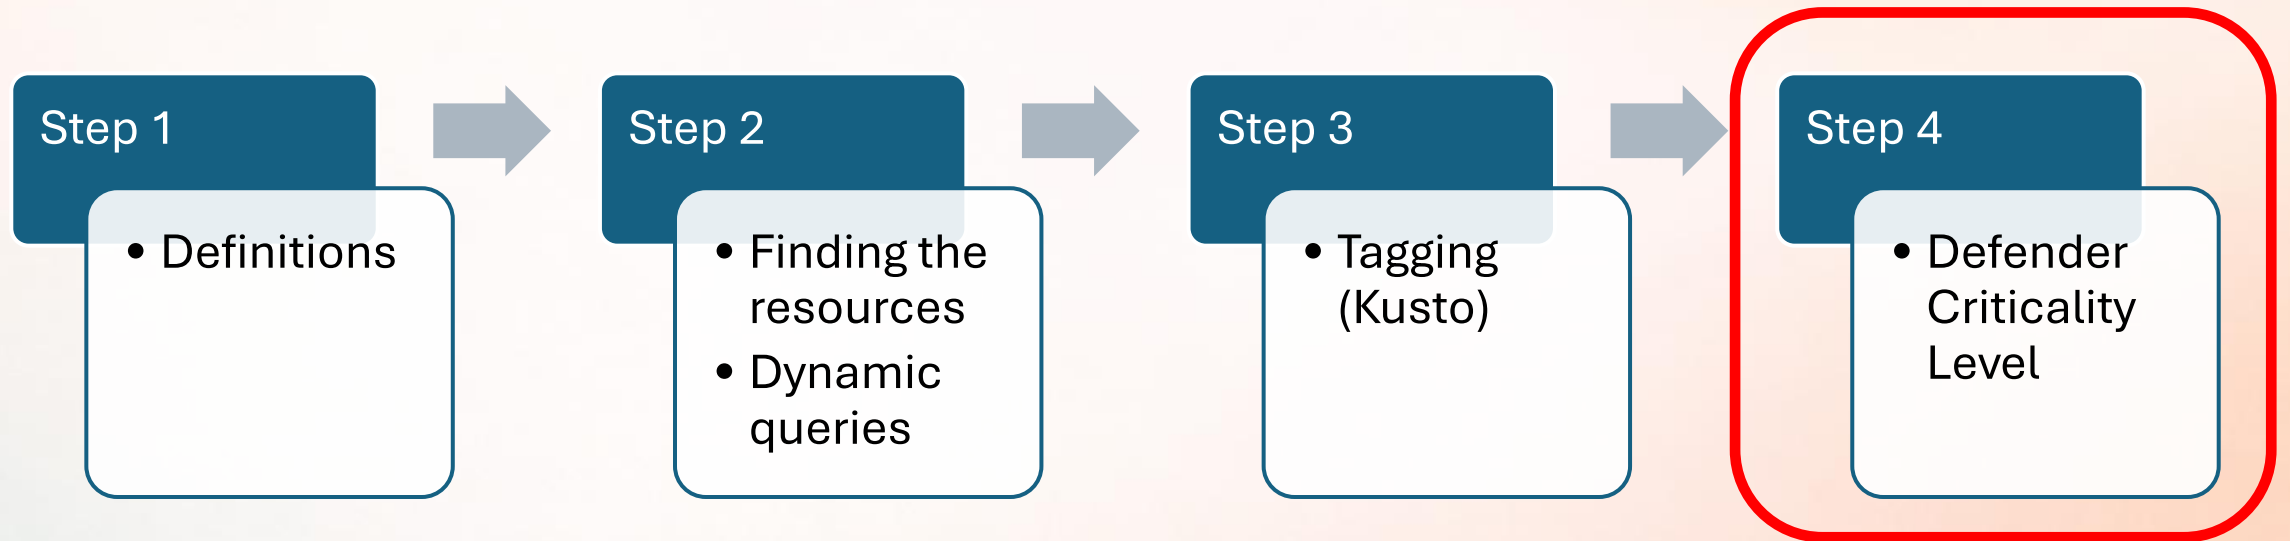 Step 1
• Definitions
Step 2
• Finding the
resources
• Dynamic
queries
Step 3
• Tagging
(Kusto)
Step 4
• Defender
Criticality
Level